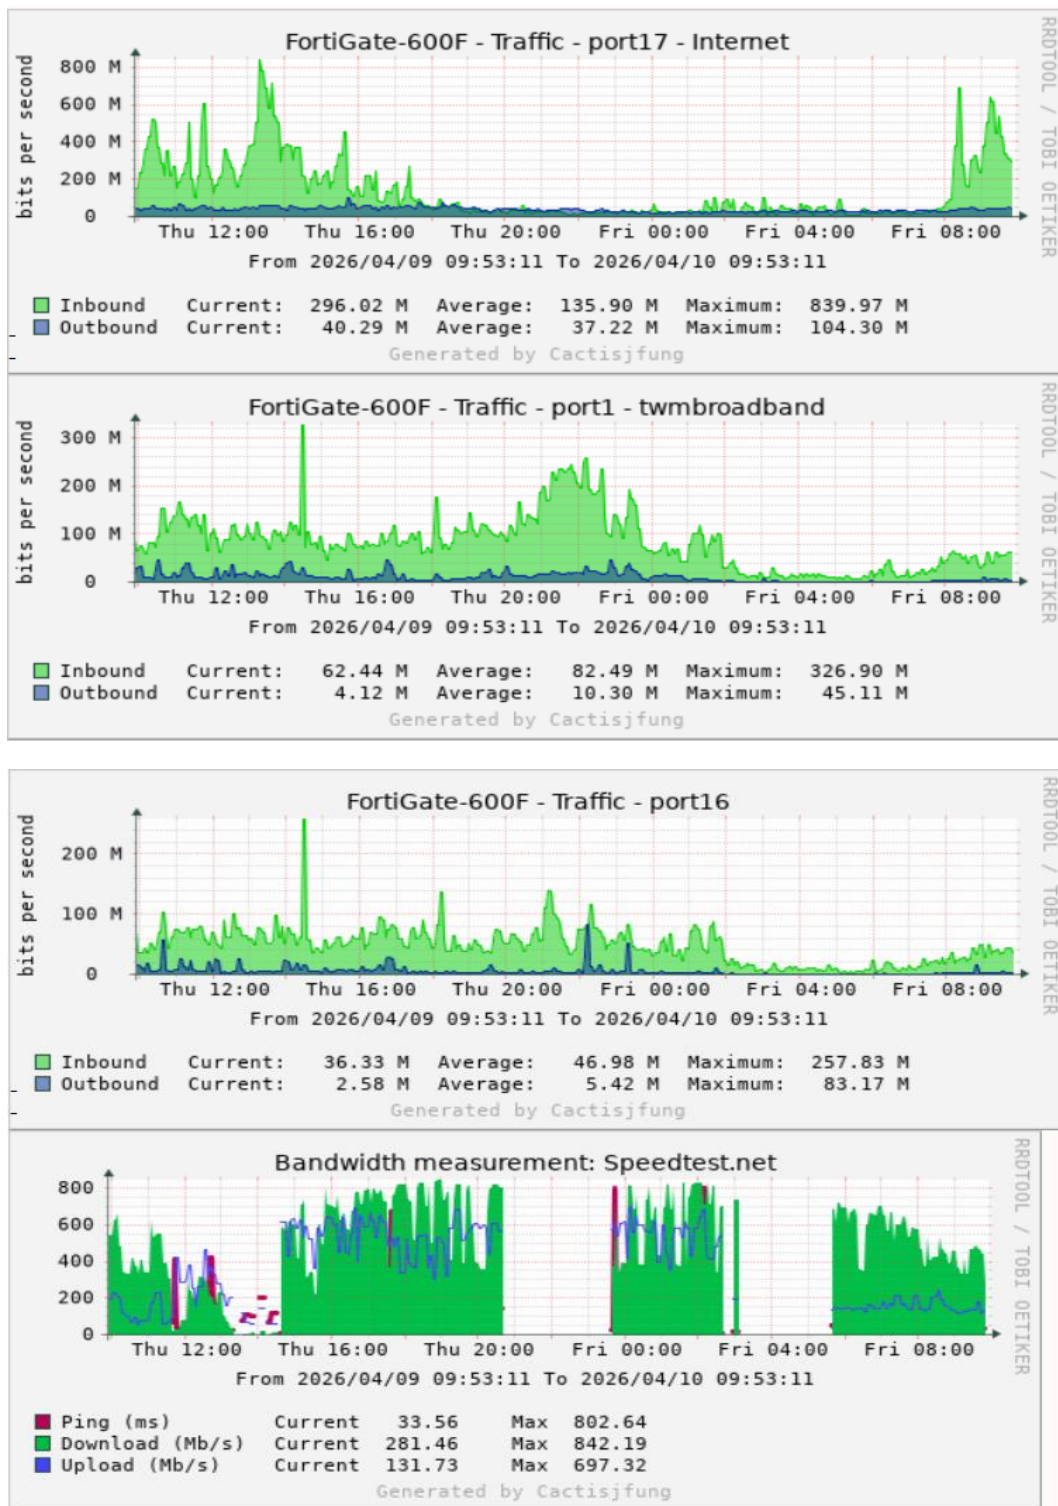 FortiGate-600F - Traffic - port17 - Internet
RRDTOOL / TOBI OETIKER
bits per second
800 M
600 M
400 M
200 M
0
Thu 12:00 Thu 16:00 Thu 20:00 Fri 00:00 Fri 04:00 Fri 08:00
From 2026/04/09 09:53:11 To 2026/04/10 09:53:11
Inbound Current: 296.02 M Average: 135.90 M Maximum: 839.97 M
Outbound Current: 40.29 M Average: 37.22 M Maximum: 104.30 M
Generated by Cactisjfung
FortiGate-600F - Traffic - port1 - twmbroadband
RRDTOOL / TOBI OETIKER
bits per second
300 M
200 M
100 M
0
Thu 12:00 Thu 16:00 Thu 20:00 Fri 00:00 Fri 04:00 Fri 08:00
From 2026/04/09 09:53:11 To 2026/04/10 09:53:11
Inbound Current: 62.44 M Average: 82.49 M Maximum: 326.90 M
Outbound Current: 4.12 M Average: 10.30 M Maximum: 45.11 M
Generated by Cactisjfung
FortiGate-600F - Traffic - port16
RRDTOOL / TOBI OETIKER
bits per second
200 M
100 M
0
Thu 12:00 Thu 16:00 Thu 20:00 Fri 00:00 Fri 04:00 Fri 08:00
From 2026/04/09 09:53:11 To 2026/04/10 09:53:11
Inbound Current: 36.33 M Average: 46.98 M Maximum: 257.83 M
Outbound Current: 2.58 M Average: 5.42 M Maximum: 83.17 M
Generated by Cactisjfung
Bandwidth measurement: Speedtest.net
RRDTOOL / TOBI OETIKER
800
600
400
200
0
Thu 12:00 Thu 16:00 Thu 20:00 Fri 00:00 Fri 04:00 Fri 08:00
From 2026/04/09 09:53:11 To 2026/04/10 09:53:11
Ping (ms) Current 33.56 Max 802.64
Download (Mb/s) Current 281.46 Max 842.19
Upload (Mb/s) Current 131.73 Max 697.32
Generated by Cactisjfung